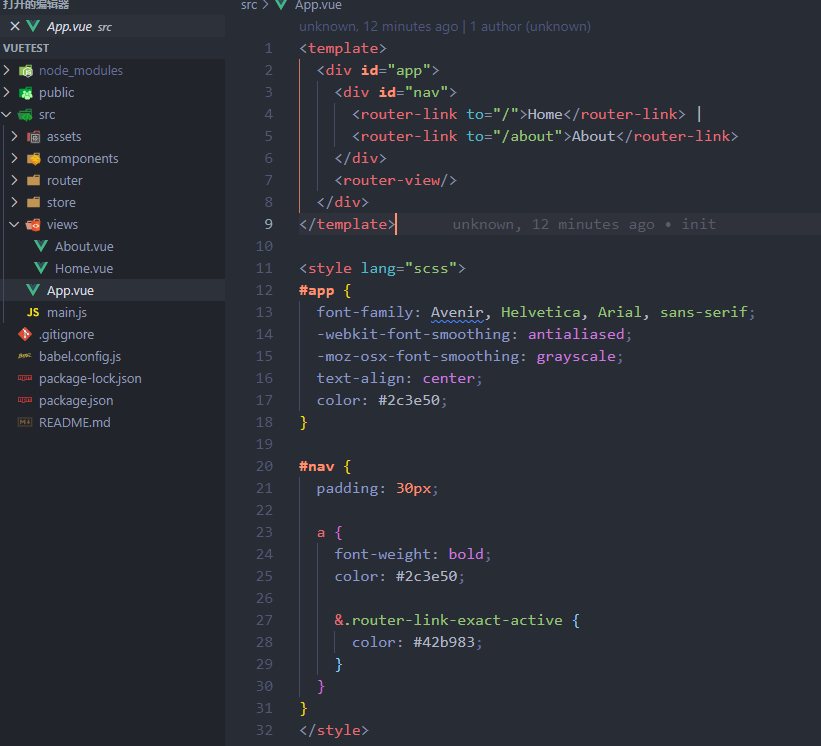 打开的编辑器
App.vue src
VUETEST
node_modules
public
src
assets
components
router
store
views
About.vue
Home.vue
App.vue
JS main.js
.gitignore
babel.config.js
package-lock.json
package.json
README.md
src > App.vue
unknown, 12 minutes ago | 1 author (unknown)
1 <template>
2 <div id="app">
3 <div id="nav">
4 <router-link to="/">Home</router-link> |
5 <router-link to="/about">About</router-link>
6 </div>
7 <router-view/>
8 </div>
9 </template> unknown, 12 minutes ago • init
10
11 <style lang="scss">
12 #app {
13 font-family: Avenir, Helvetica, Arial, sans-serif;
14 -webkit-font-smoothing: antialiased;
15 -moz-osx-font-smoothing: grayscale;
16 text-align: center;
17 color: #2c3e50;
18 }
19
20 #nav {
21 padding: 30px;
22
23 a {
24 font-weight: bold;
25 color: #2c3e50;
26
27 &.router-link-exact-active {
28 color: #42b983;
29 }
30 }
31 }
32 </style>